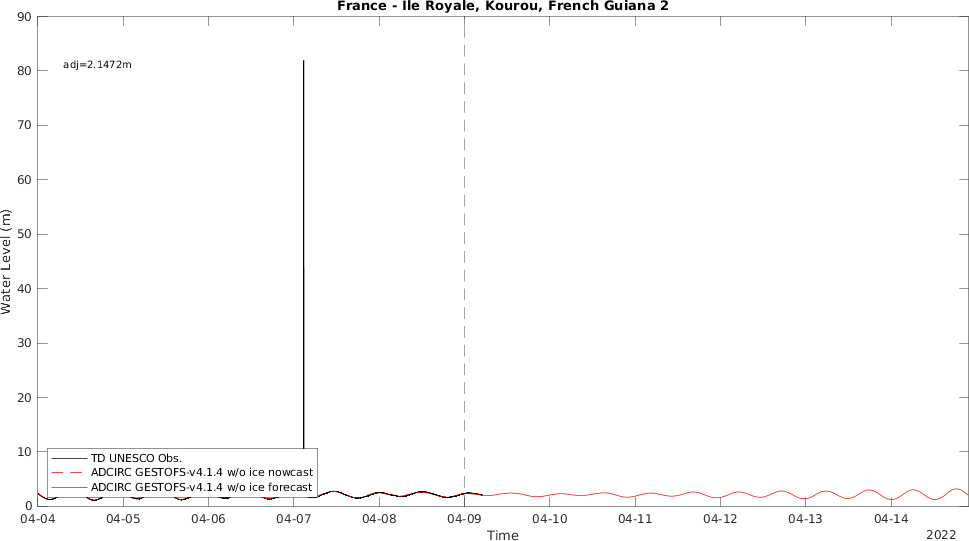 France - Ile Royale, Kourou, French Guiana 2
adj=2.1472m
Water Level (m)
90
80
70
60
50
40
30
20
10
0
TD UNESCO Obs.
ADCIRC GESTOFS-v4.1.4 w/o ice nowcast
ADCIRC GESTOFS-v4.1.4 w/o ice forecast
04-04 04-05 04-06 04-07 04-08 04-09 04-10 04-11 04-12 04-13 04-14
Time
2022